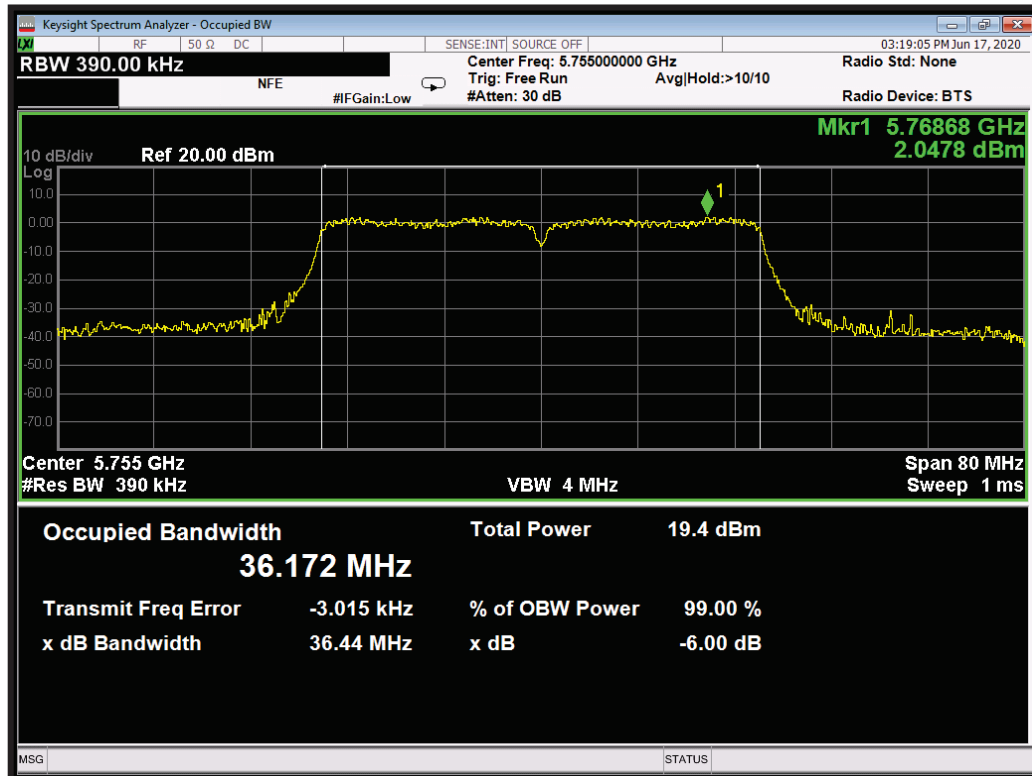 Keysight Spectrum Analyzer - Occupied BW
LXI RF 50 Ω DC SENSE:INT SOURCE OFF 03:19:05 PM Jun 17, 2020
RBW 390.00 kHz Center Freq: 5.755000000 GHz Radio Std: None
NFE Trig: Free Run Avg|Hold:>10/10
#IFGain:Low #Atten: 30 dB Radio Device: BTS
Mkr1 5.76868 GHz
10 dB/div Ref 20.00 dBm 2.0478 dBm
Log
10.0
1
0.00
-10.0
-20.0
-30.0
-40.0
-50.0
-60.0
-70.0
Center 5.755 GHz Span 80 MHz
#Res BW 390 kHz VBW 4 MHz Sweep 1 ms
Occupied Bandwidth Total Power 19.4 dBm
36.172 MHz
Transmit Freq Error -3.015 kHz % of OBW Power 99.00 %
x dB Bandwidth 36.44 MHz x dB -6.00 dB
MSG STATUS